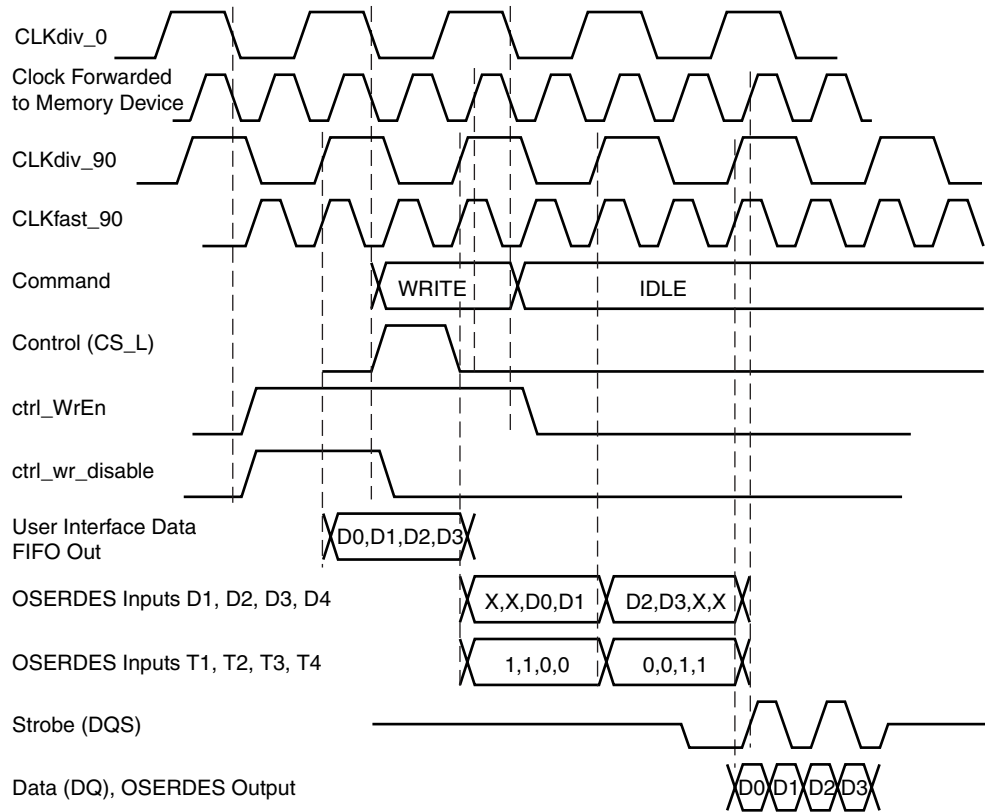 CLKdiv_0
Clock Forwarded
to Memory Device
CLKdiv_90
CLKfast_90
Command
WRITE
IDLE
Control (CS_L)
ctrl_WrEn
ctrl_wr_disable
User Interface Data
FIFO Out
D0,D1,D2,D3
OSERDES Inputs D1, D2, D3, D4
X,X,D0,D1
D2,D3,X,X
OSERDES Inputs T1, T2, T3, T4
1,1,0,0
0,0,1,1
Strobe (DQS)
Data (DQ), OSERDES Output
D0
D1
D2
D3